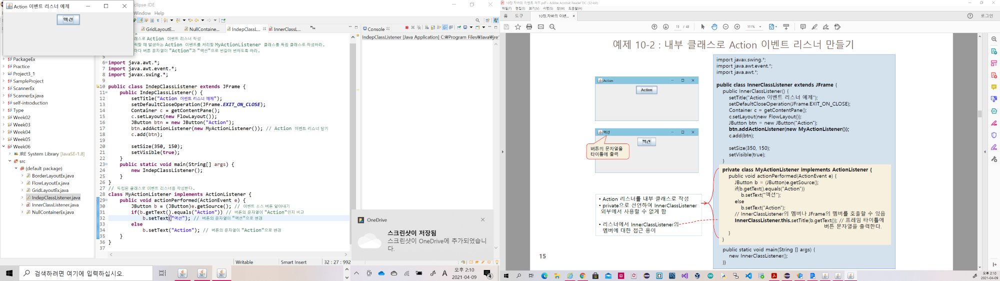 Action 이벤트 리스너 예제
액션
clipse IDE
Window Help
GridLayoutE...
NullContaine...
IndepClassL...
InnerClassL...
PackageEx
Practice
Project3_1
SampleProject
ScannerEx
ScannerEx.java
self-introduction
Type
Week02
Week03
Week04
Week05
Week06
JRE System Library [JavaSE-1.8]
src
(default package)
BorderLayoutEx.java
FlowLayoutEx.java
GridLayoutEx.java
IndepClassListener.java
InnerClassListener.java
NullContainerEx.java
래스로 Action 이벤트 리스너 작성
릭할 때 발생하는 Action 이벤트를 처리할 MyActionListener 클래스를 독립 클래스로 작성하라.
마다 버튼 문자열이 "Action"과 "액션"으로 번갈아 변하도록 하라.
5
6 import java.awt.*;
7 import java.awt.event.*;
8 import javax.swing.*;
9
10 public class IndepClassListener extends JFrame {
11 public IndepClassListener() {
12 setTitle("Action 이벤트 리스너 예제");
13 setDefaultCloseOperation(JFrame.EXIT_ON_CLOSE);
14 Container c = getContentPane();
15 c.setLayout(new FlowLayout());
16 JButton btn = new JButton("Action");
17 btn.addActionListener(new MyActionListener()); // Action 이벤트 리스너 달기
18 c.add(btn);
19
20 setSize(350, 150);
21 setVisible(true);
22 }
23 public static void main(String[] args) {
24 new IndepClassListener();
25 }
26 }
27 // 독립된 클래스로 이벤트 리스너를 작성한다.
28 class MyActionListener implements ActionListener {
29 public void actionPerformed(ActionEvent e) {
30 JButton b = (JButton)e.getSource(); // 이벤트 소스 버튼 알아내기
31 if(b.getText().equals("Action")) // 버튼의 문자열이 "Action"인지 비교
32 b.setText("액션"); // 버튼의 문자열이 "액션"으로 변경
33 else
34 b.setText("Action"); // 버튼의 문자열이 "Action"으로 변경
35 }
36 }
37
Console
IndepClassListener [Java Application] C:₩Program Files₩Java₩jre1
OneDrive
스크린샷이 저장됨
스크린샷이 OneDrive에 추가되었습니
다.
Writable
Smart Insert
32 : 27 : 992
검색하려면 여기에 입력하십시오.
A
오후 2:10
2021-04-09
4
10장 자바의 이벤트 처리.pdf - Adobe Acrobat Reader DC (32-bit)
파일(F) 편집(E) 보기(V) 서명(S) 창(W) 도움말(H)
홈 도구 10장.자바의 이벤...
로그인
15 / 43
111%
예제 10-2 : 내부 클래스로 Action 이벤트 리스너 만들기
Action
Action
액션
액션
버튼의 문자열을
타이틀에 출력
• Action 리스너를 내부 클래스로 작성
• private으로 선언하여 InnerClassListener
외부에서 사용할 수 없게 함
• 리스너에서 InnerClassListener의
멤버에 대한 접근 용이
import javax.swing.*;
import java.awt.event.*;
import java.awt.*;
public class InnerClassListener extends JFrame {
public InnerClassListener() {
setTitle("Action 이벤트 리스너 예제");
setDefaultCloseOperation(JFrame.EXIT_ON_CLOSE);
Container c = getContentPane();
c.setLayout(new FlowLayout());
JButton btn = new JButton("Action");
btn.addActionListener(new MyActionListener());
c.add(btn);
setSize(350, 150);
setVisible(true);
}
private class MyActionListener implements ActionListener {
public void actionPerformed(ActionEvent e) {
JButton b = (JButton)e.getSource();
if(b.getText().equals("Action"))
b.setText("액션");
else
b.setText("Action");
// InnerClassListener의 멤버나 JFrame의 멤버를 호출할 수 있음
InnerClassListener.this.setTitle(b.getText()); // 프레임 타이틀에
버튼 문자열을 출력한다.
}
}
public static void main(String [] args) {
new InnerClassListener();
}}
15
오후 2:10
2021-04-09